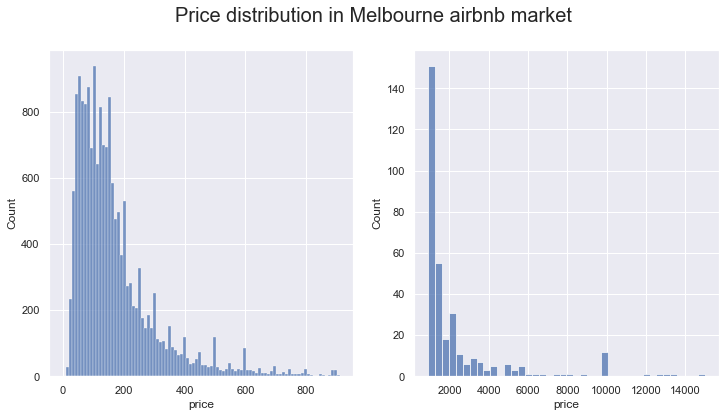 Price distribution in Melbourne airbnb market
Count
800
600
400
200
0
0 200 400 600 800
price
Count
140
120
100
80
60
40
20
0
2000 4000 6000 8000 10000 12000 14000
price